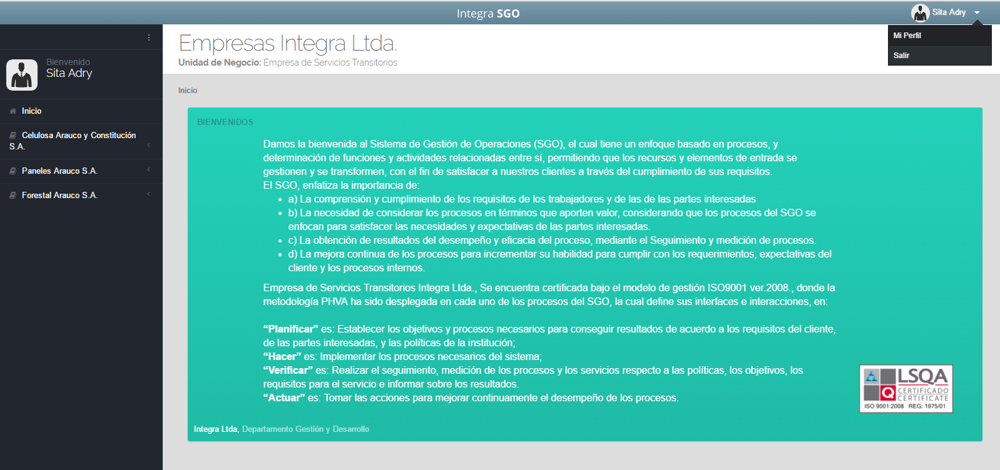 Integra SGO
Sita Adry
Mi Perfil
Salir
Bienvenido
Sita Adry
Inicio
Celulosa Arauco y Constitución
S.A.
Paneles Arauco S.A.
Forestal Arauco S.A.
Empresas Integra Ltda.
Unidad de Negocio: Empresa de Servicios Transitorios
Inicio
BIENVENIDOS
Damos la bienvenida al Sistema de Gestión de Operaciones (SGO), el cual tiene un enfoque basado en procesos, y
determinación de funciones y actividades relacionadas entre sí, permitiendo que los recursos y elementos de entrada se
gestionen y se transformen, con el fin de satisfacer a nuestros clientes a través del cumplimiento de sus requisitos.
El SGO, enfatiza la importancia de:
• a) La comprensión y cumplimiento de los requisitos de los trabajadores y de las de las partes interesadas
• b) La necesidad de considerar los procesos en términos que aporten valor, considerando que los procesos del SGO se
enfocan para satisfacer las necesidades y expectativas de las partes interesadas.
• c) La obtención de resultados del desempeño y eficacia del proceso, mediante el Seguimiento y medición de procesos.
• d) La mejora continua de los procesos para incrementar su habilidad para cumplir con los requerimientos, expectativas del
cliente y los procesos internos.
Empresa de Servicios Transitorios Integra Ltda., Se encuentra certificada bajo el modelo de gestión ISO9001 ver.2008., donde la
metodología PHVA ha sido desplegada en cada uno de los procesos del SGO, la cual define sus interfaces e interacciones, en:
“Planificar” es: Establecer los objetivos y procesos necesarios para conseguir resultados de acuerdo a los requisitos del cliente,
de las partes interesadas, y las políticas de la institución;
“Hacer” es: Implementar los procesos necesarios del sistema;
“Verificar” es: Realizar el seguimiento, medición de los procesos y los servicios respecto a las políticas, los objetivos, los
requisitos para el servicio e informar sobre los resultados.
“Actuar” es: Tomar las acciones para mejorar continuamente el desempeño de los procesos.
LSQA
CERTIFICADO
CERTIFICATE
Q
ISO 9001:2008 REG: 1975/01
Integra Ltda, Departamento Gestión y Desarrollo